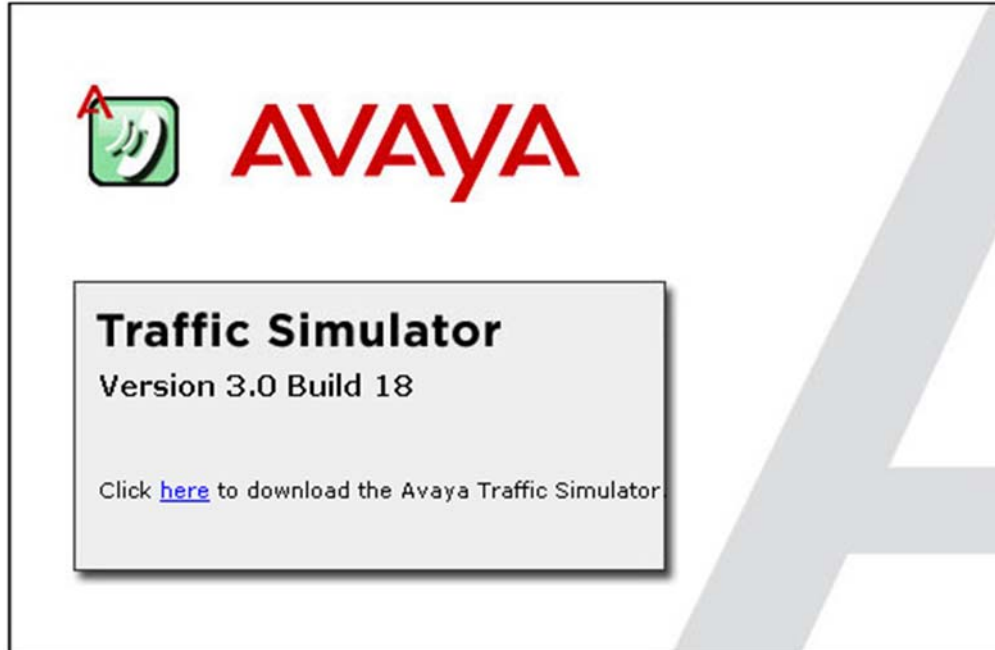 AVAYA
Traffic Simulator
Version 3.0 Build 18
Click here to download the Avaya Traffic Simulator.